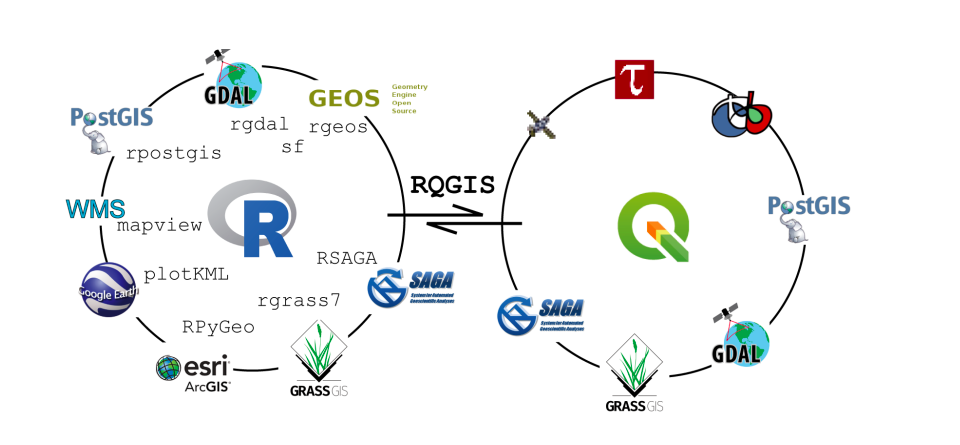 GDAL
GEOS
Geometry
Engine
Open
Source
PostGIS
rgdal
rgeos
sf
rpostgis
RQGIS
WMS
mapview
R
RSAGA
plotKML
SAGA
System for Automated
Geoscientific Analyses
Google Earth
rgrass7
RPyGeo
esri
ArcGIS
GRASS GIS
τ
otb
PostGIS
Q
SAGA
System for Automated
Geoscientific Analyses
GDAL
GRASS GIS